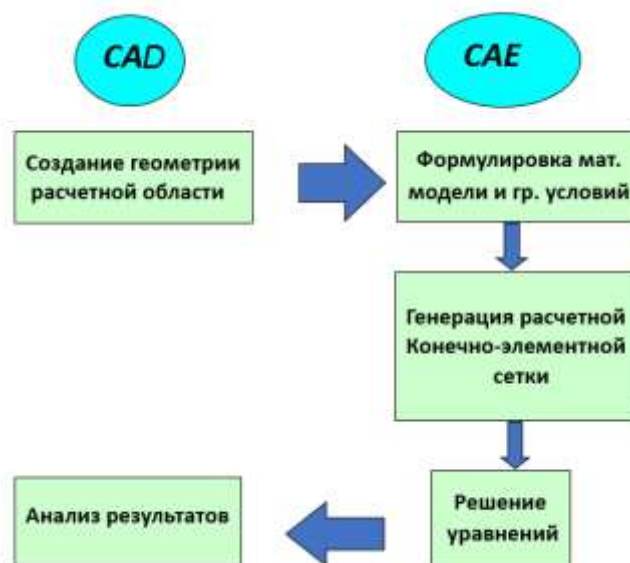 CAD
CAE
Создание геометрии
расчетной области
Формулировка мат.
модели и гр. условий
Генерация расчетной
Конечно-элементной
сетки
Решение
уравнений
Анализ результатов